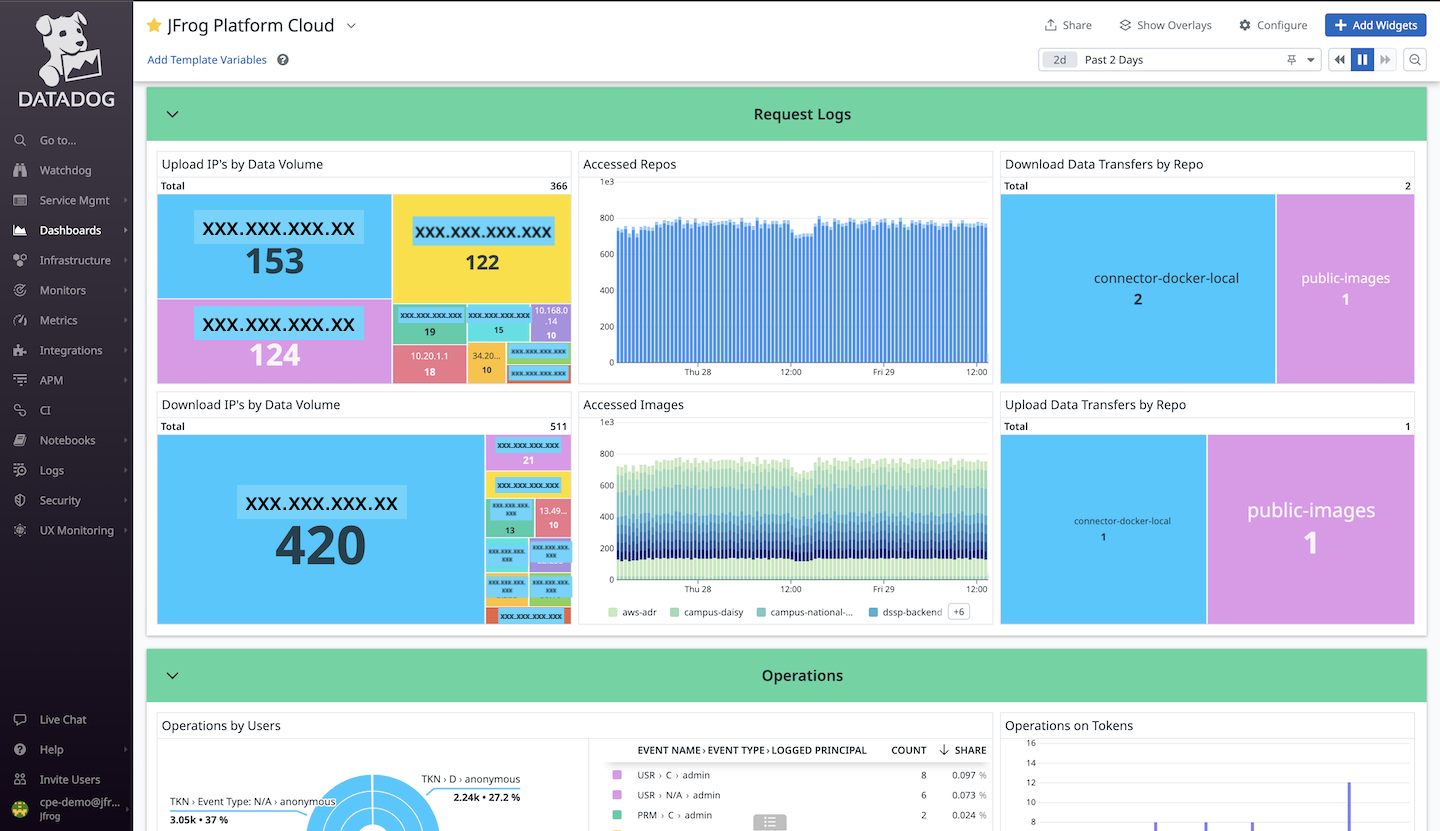 DATADOG
Go to...
Watchdog
Service Mgmt
Dashboards
Infrastructure
Monitors
Metrics
Integrations
APM
CI
Notebooks
Logs
Security
UX Monitoring
Live Chat
Help
Invite Users
cpe-demo@jfr...
Jfrog
JFrog Platform Cloud
Share
Show Overlays
Configure
+ Add Widgets
Add Template Variables ?
2d Past 2 Days
Request Logs
Upload IP's by Data Volume
Total 366
XXX.XXX.XXX.XX
153
XXX.XXX.XXX.XXX
122
XXX.XXX.XXX.XX
124
XXX.XXX.XXX.XXX
19
XXX.XXX.XXX.XXX
15
10.168.0
.14
10
10.20.1.1
18
34.20...
10
XXX.XXX.XXX.XXX
XXX.XXX.XXX.XXX
Accessed Repos
1e3
800
600
400
200
0
Thu 28 12:00 Fri 29 12:00
Download Data Transfers by Repo
Total 2
connector-docker-local
2
public-images
1
Download IP's by Data Volume
Total 511
XXX.XXX.XXX.XX
420
XXX.XXX.XXX.XXX
21
XXX.XXX.XXX.XXX
XXX.XXX.XXX.
XXX
13
13.49...
10
XXX.XXX.XXX.
XXX
XXX.XXX.XXX.
XXX
XXX.XXX.XXX.
XXX
XXX.XXX.XXX.
XXX
XXX.XXX.XXX.XXX
Accessed Images
1e3
800
600
400
200
0
Thu 28 12:00 Fri 29 12:00
aws-adr campus-daisy campus-national-... dssp-backend +6
Upload Data Transfers by Repo
Total 1
connector-docker-local
1
public-images
1
Operations
Operations by Users
TKN › D › anonymous
2.24k • 27.2 %
TKN › Event Type: N/A › anonymous
3.05k • 37 %
EVENT NAME › EVENT TYPE › LOGGED PRINCIPAL COUNT ↓ SHARE
USR › C › admin 8 0.097 %
USR › N/A › admin 6 0.073 %
PRM › C › admin 2 0.024 %
Operations on Tokens
16
14
12
10
8